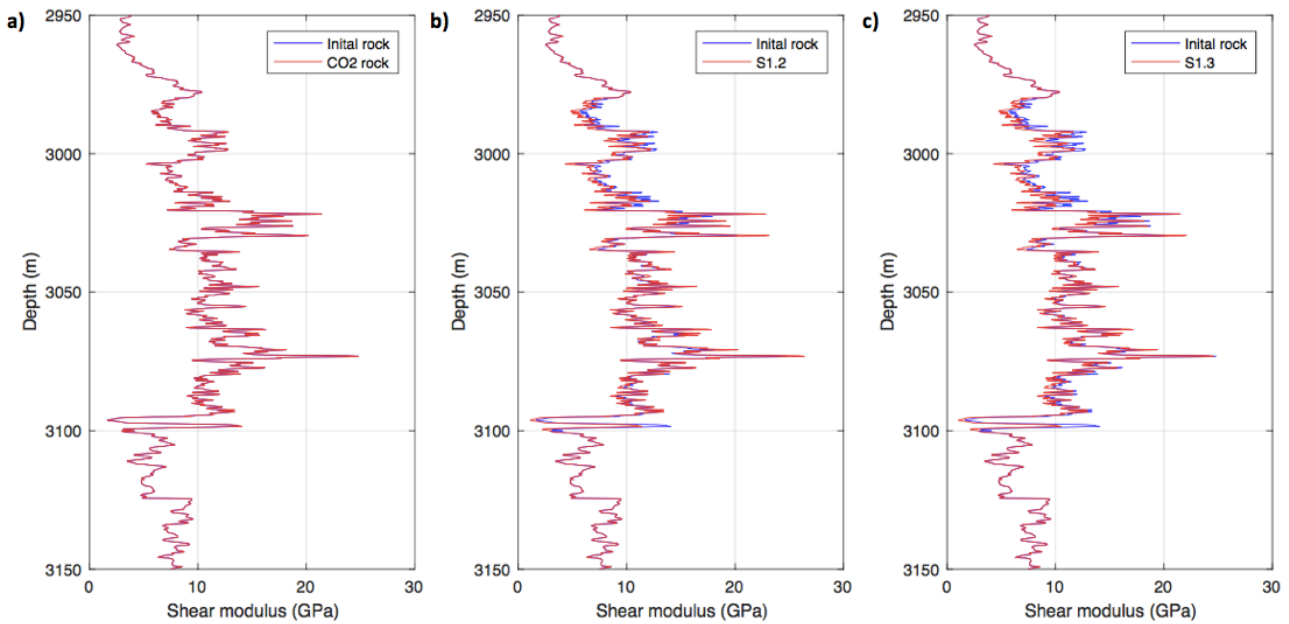 a)
2950
3000
3050
3100
3150
Depth (m)
0 10 20 30
Shear modulus (GPa)
Inital rock
CO2 rock
b)
2950
3000
3050
3100
3150
Depth (m)
0 10 20 30
Shear modulus (GPa)
Inital rock
S1.2
c)
2950
3000
3050
3100
3150
Depth (m)
0 10 20 30
Shear modulus (GPa)
Inital rock
S1.3